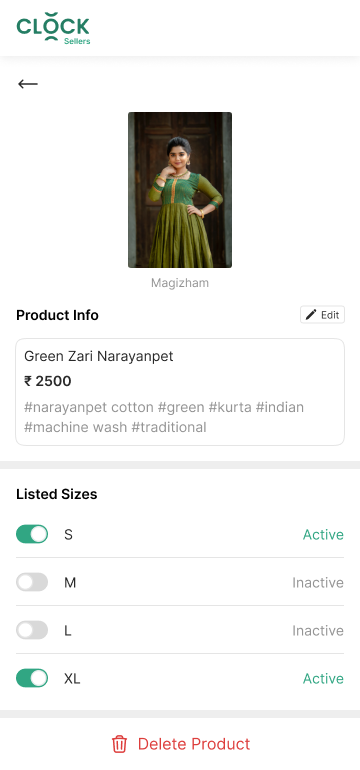 CLOCK
Sellers
Magizham
Product Info
Edit
Green Zari Narayanpet
₹ 2500
#narayanpet cotton #green #kurta #indian
#machine wash #traditional
Listed Sizes
S Active
M Inactive
L Inactive
XL Active
Delete Product